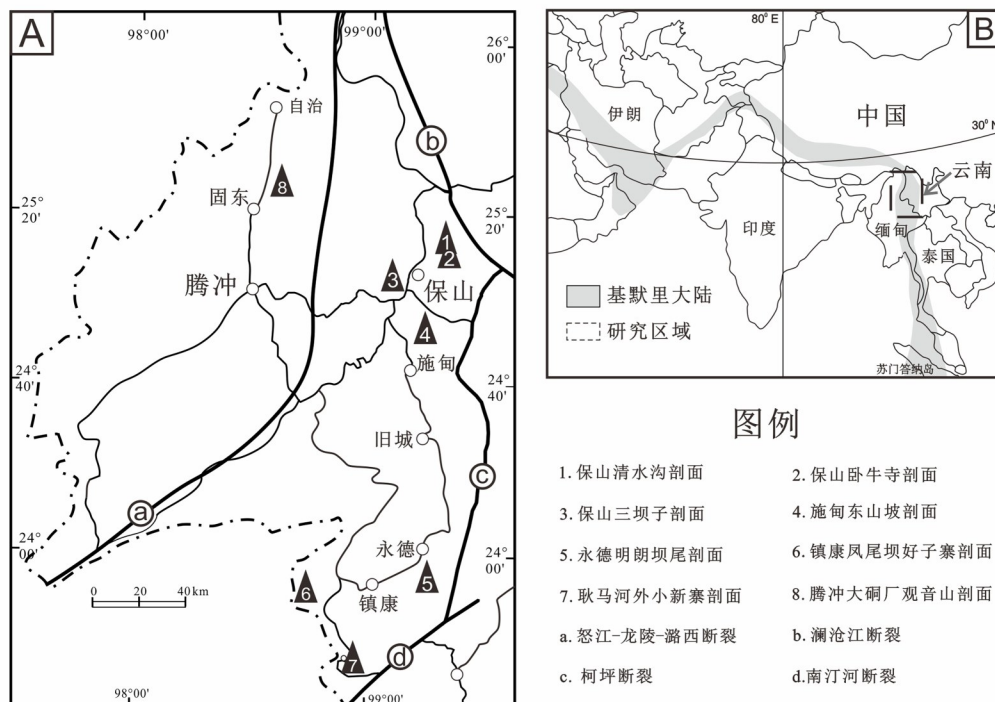 A
98°00'
99°00'
26°
00'
自治
b
8
固东
25°
20'
25°
20'
1
2
3
腾冲
保山
4
施甸
24°
40'
24°
40'
旧城
c
a
24°
00'
永德
24°
00'
5
6
镇康
0 20 40km
7
d
98°00'
99°00'
80°E
B
伊朗
中国
30°N
云南
印度
缅甸
泰国
基默里大陆
研究区域
苏门答纳岛
图例
1.保山清水沟剖面
2.保山卧牛寺剖面
3.保山三坝子剖面
4.施甸东山坡剖面
5.永德明朗坝尾剖面
6.镇康凤尾坝好子寨剖面
7.耿马河外小新寨剖面
8.腾冲大硐厂观音山剖面
a.怒江-龙陵-潞西断裂
b.澜沧江断裂
c. 柯坪断裂
d.南汀河断裂